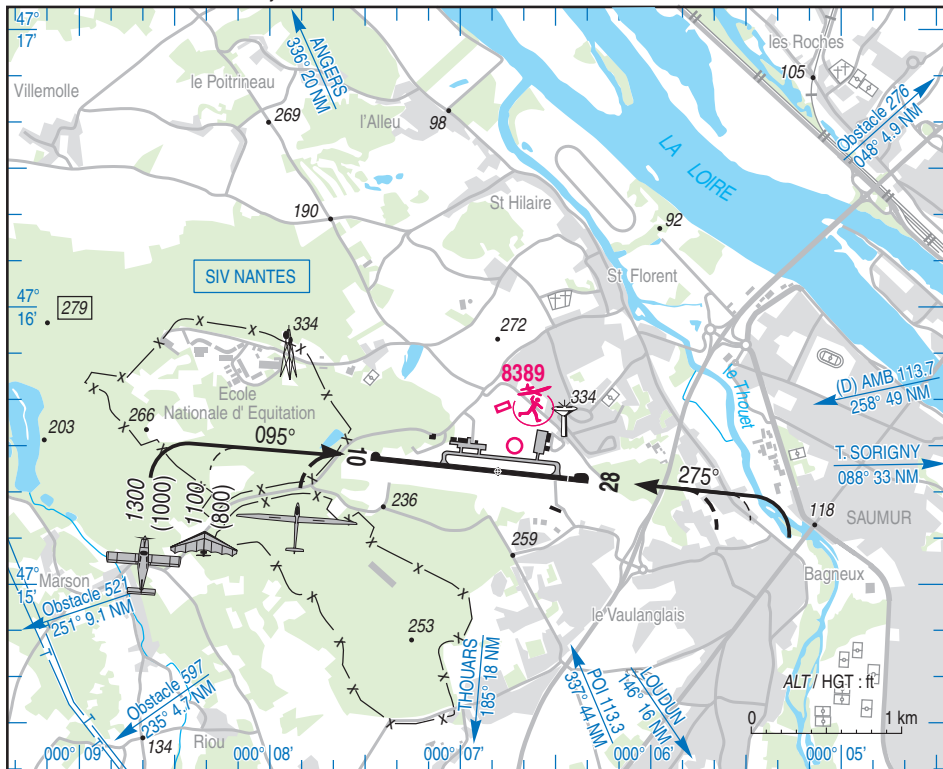 47°
17'
ANGERS
336° 20 NM
les Roches
105
le Poitrineau
Villemolle
269
l'Alleu
98
Obstacle 276
048° 4.9 NM
LA LOIRE
St Hilaire
190
92
SIV NANTES
St Florent
47°
16'
279
334
272
8389
334
le Thouet
(D) AMB 113.7
258° 49 NM
Ecole
Nationale d' Equitation
266
203
095°
10
28
275°
T. SORIGNY
088° 33 NM
1300
(1000)
1100
(800)
236
118
SAUMUR
259
47°
15'
Marson
Bagneux
Obstacle 521
251° 9.1 NM
le Vaulanglais
253
THOUARS
185° 18 NM
POI 113.3
337° 44 NM
LOUDUN
146° 16 NM
ALT / HGT : ft
Obstacle 597
235° 4.7 NM
134
Riou
0 1 km
000° 09' 000° 08' 000° 07' 000° 06' 000° 05'